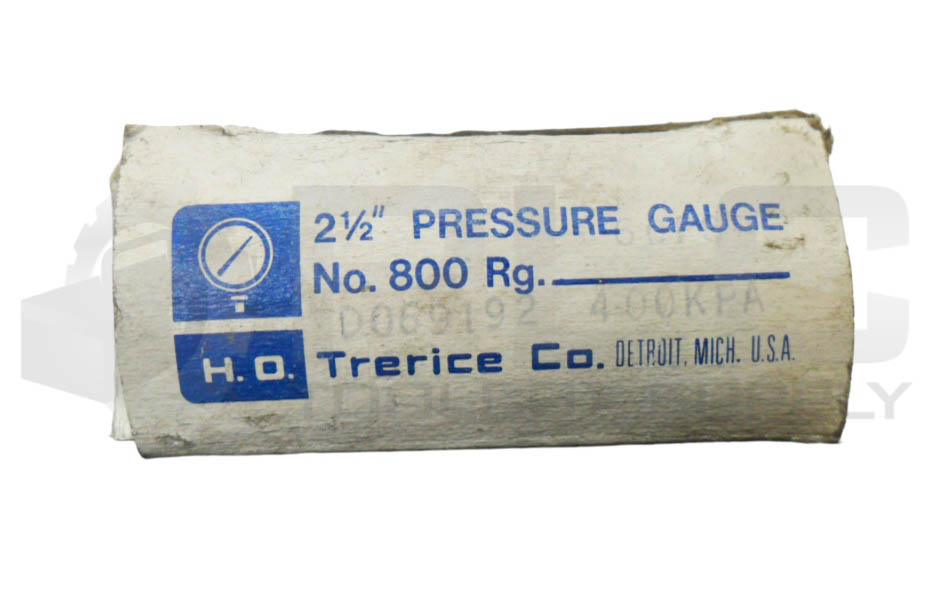 2½" PRESSURE GAUGE
No. 800 Rg.
D069192 400KPA
H.O. Trerice Co. DETROIT, MICH. U.S.A.